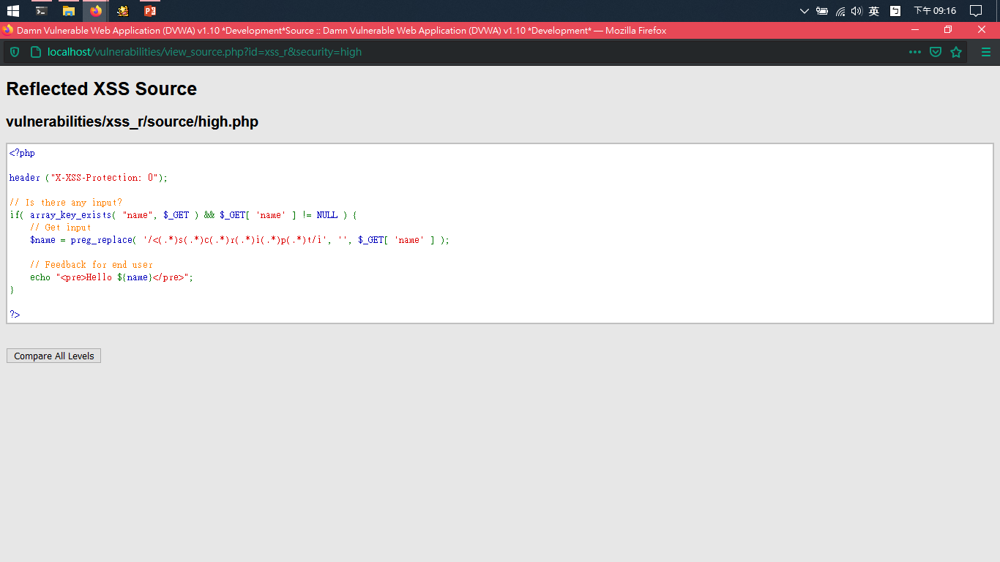 英 下午 09:16
Damn Vulnerable Web Application (DVWA) v1.10 *Development*Source :: Damn Vulnerable Web Application (DVWA) v1.10 *Development* — Mozilla Firefox
localhost/vulnerabilities/view_source.php?id=xss_r&security=high
Reflected XSS Source
vulnerabilities/xss_r/source/high.php
<?php
header ("X-XSS-Protection: 0");
// Is there any input?
if( array_key_exists( "name", $_GET ) && $_GET[ 'name' ] != NULL ) {
    // Get input
    $name = preg_replace( '/<(.*)s(.*)c(.*)r(.*)i(.*)p(.*)t/i', '', $_GET[ 'name' ] );
    // Feedback for end user
    echo "<pre>Hello ${name}</pre>";
}
?>
Compare All Levels